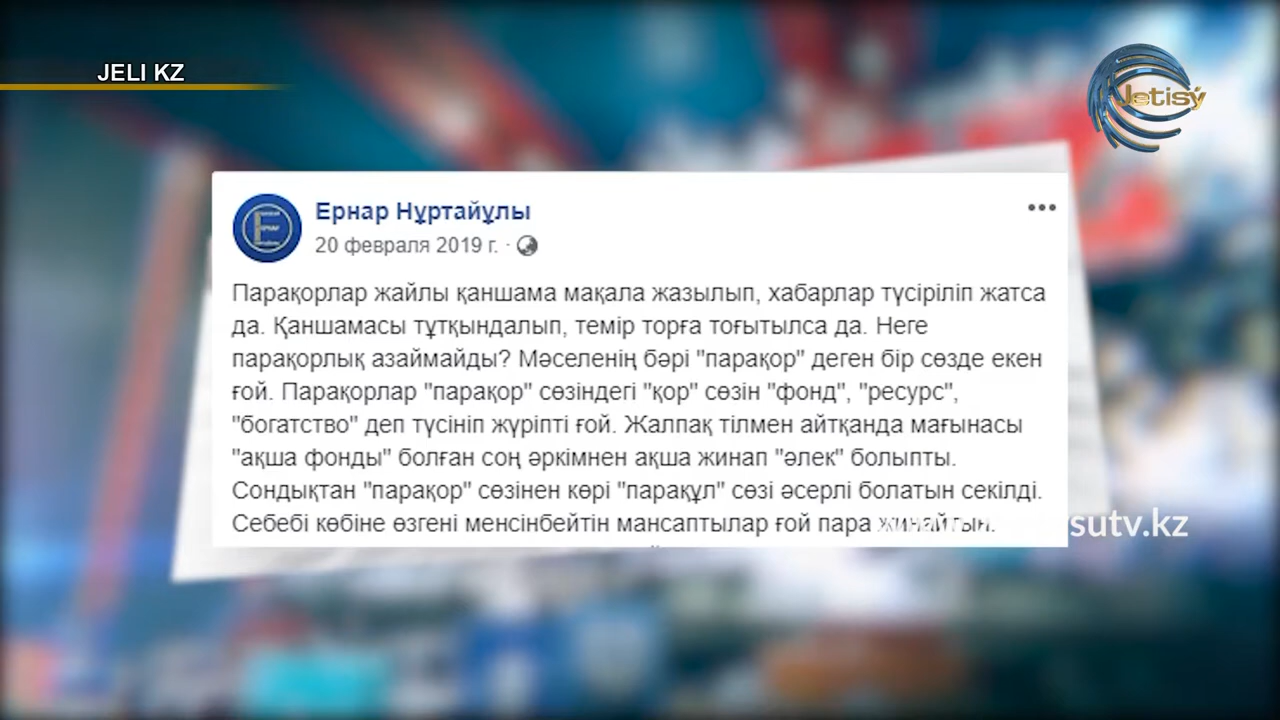 JELI KZ
Jetisý
Ернар Нұртайұлы
20 февраля 2019 г. ·
Парақорлар жайлы қаншама мақала жазылып, хабарлар түсіріліп жатса
да. Қаншамасы тұтқындалып, темір торға тоғытылса да. Неге
парақорлық азаймайды? Мәселенің бәрі "парақор" деген бір сөзде екен
ғой. Парақорлар "парақор" сөзіндегі "қор" сөзін "фонд", "ресурс",
"богатство" деп түсініп жүріпті ғой. Жалпақ тілмен айтқанда мағынасы
"ақша фонды" болған соң әркімнен ақша жинап "әлек" болыпты.
Сондықтан "парақор" сөзінен көрі "парақұл" сөзі әсерлі болатын секілді.
Себебі көбіне өзгені менсінбейтін мансаптылар ғой пара жинайтын.
sutv.kz